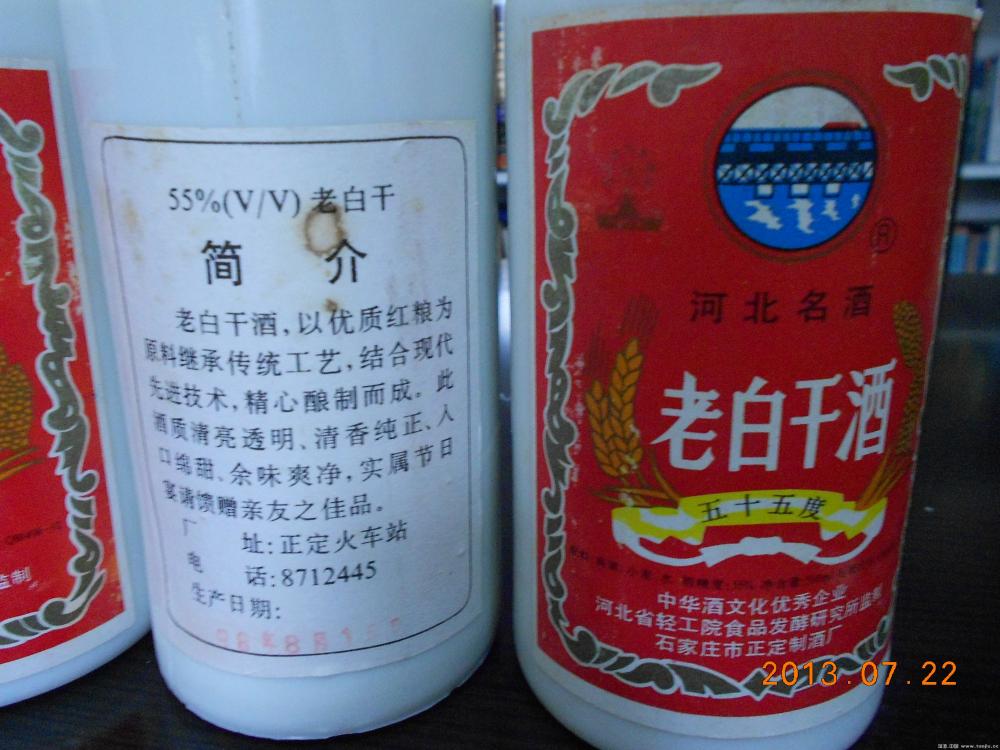 55%(V/V) 老白干
简 介
老白干酒，以优质红粮为
原料继承传统工艺，结合现代
先进技术，精心酿制而成。此
酒质清亮透明、清香纯正、入
口绵甜、余味爽净，实属节日
宴请馈赠亲友之佳品。
厂 址：正定火车站
电 话：8712445
生产日期：
监制
®
河北名酒
老白干酒
五十五度
中华酒文化优秀企业
河北省轻工院食品发酵研究所监制
石家庄市正定制酒厂
2013.07.22